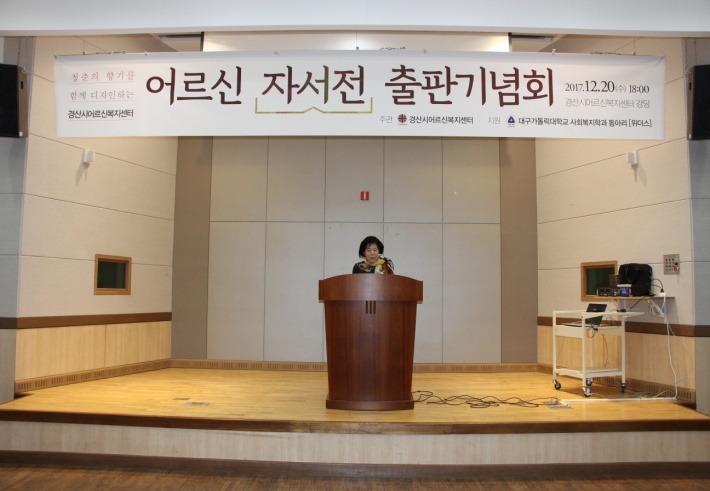 청춘의 향기를
함께 디자인하는
경산시어르신복지센터
어르신 자서전 출판기념회
2017.12.20(수) 18:00
경산시어르신복지센터 강당
주관 경산시어르신복지센터 지원 대구가톨릭대학교 사회복지학과 동아리 [위더스]